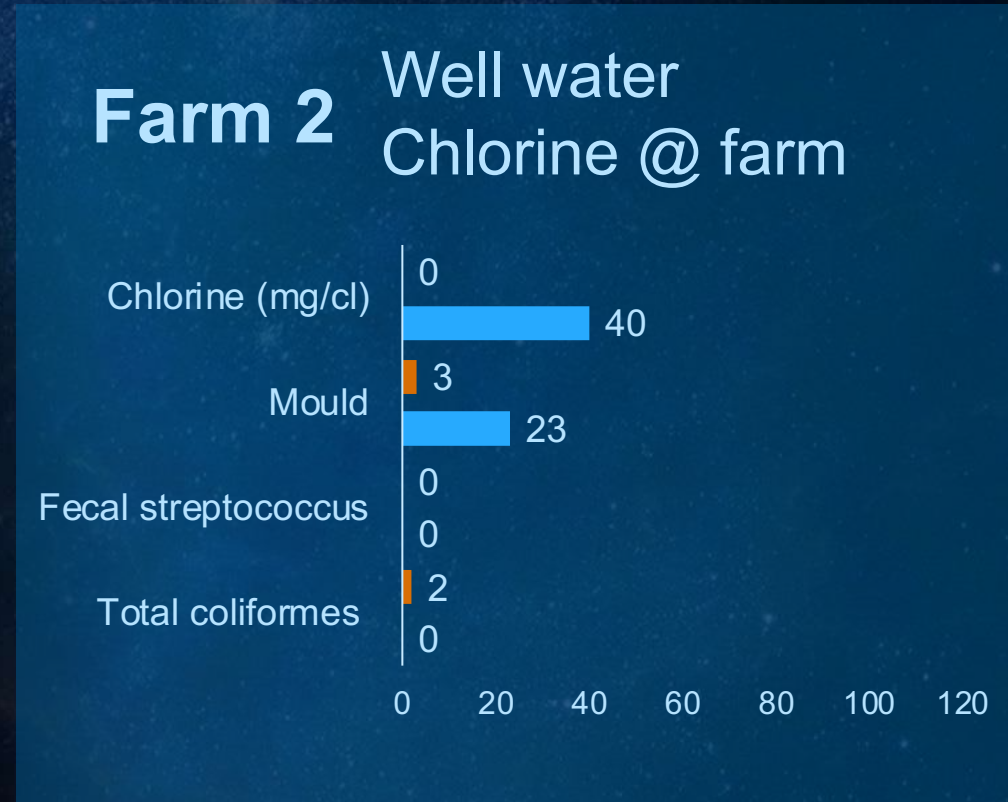 Farm 2
Well water
Chlorine @ farm
0
Chlorine (mg/cl)
40
3
Mould
23
0
Fecal streptococcus
0
2
Total coliformes
0
0 20 40 60 80 100 120